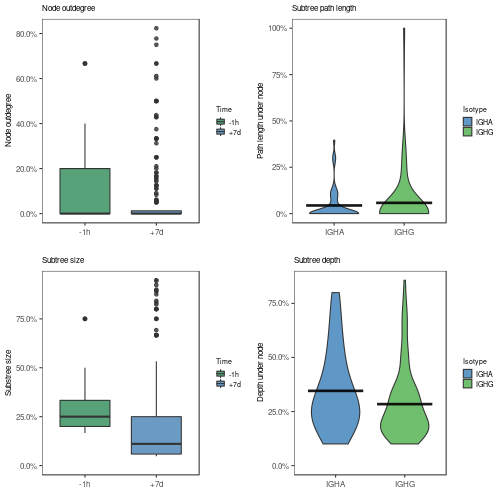 Node outdegree
Node outdegree
80.0%
60.0%
40.0%
20.0%
0.0%
-1h
+7d
Time
-1h
+7d
Subtree path length
Path length under node
100%
75%
50%
25%
0%
IGHA
IGHG
Isotype
IGHA
IGHG
Subtree size
Substree size
75.0%
50.0%
25.0%
0.0%
-1h
+7d
Time
-1h
+7d
Subtree depth
Depth under node
75.0%
50.0%
25.0%
0.0%
IGHA
IGHG
Isotype
IGHA
IGHG